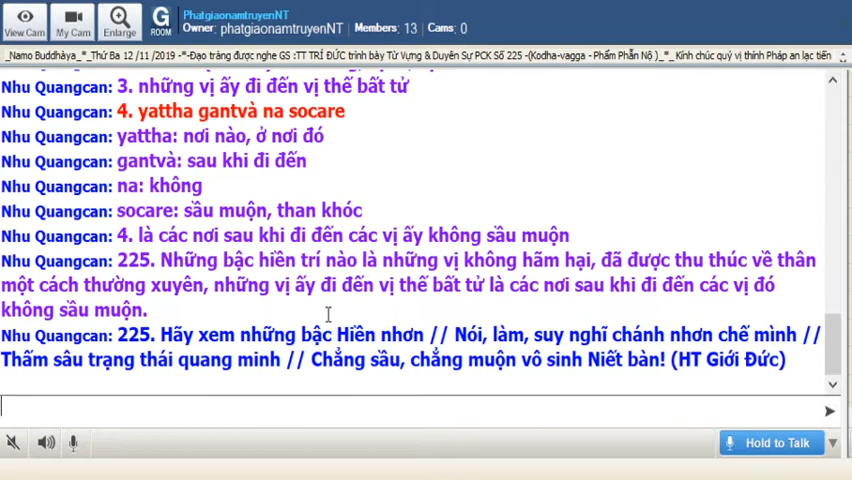 View Cam
My Cam
Enlarge
G
ROOM
PhatgiaonamtruyenNT
Owner: phatgiaonamtruyenNT Members: 13 Cams: 0
_Namo Buddhàya_*_Thứ Ba 12 /11 /2019 -*-Đạo tràng được nghe GS :TT TRÍ ĐỨC trình bày Từ Vựng & Duyên Sự PCK Số 225 -(Kodha-vagga - Phẩm Phẫn Nộ )_*_ Kính chúc quý vị thính Pháp an lạc tiến
Nhu Quangcan: 3. những vị ấy đi đến vị thế bất tử
Nhu Quangcan: 4. yattha gantvà na socare
Nhu Quangcan: yattha: nơi nào, ở nơi đó
Nhu Quangcan: gantvà: sau khi đi đến
Nhu Quangcan: na: không
Nhu Quangcan: socare: sầu muộn, than khóc
Nhu Quangcan: 4. là các nơi sau khi đi đến các vị ấy không sầu muộn
Nhu Quangcan: 225. Những bậc hiền trí nào là những vị không hãm hại, đã được thu thúc về thân
một cách thường xuyên, những vị ấy đi đến vị thế bất tử là các nơi sau khi đi đến các vị đó
không sầu muộn.
Nhu Quangcan: 225. Hãy xem những bậc Hiền nhơn // Nói, làm, suy nghĩ chánh nhơn chế mình //
Thấm sâu trạng thái quang minh // Chẳng sầu, chẳng muộn vô sinh Niết bàn! (HT Giới Đức)
Hold to Talk